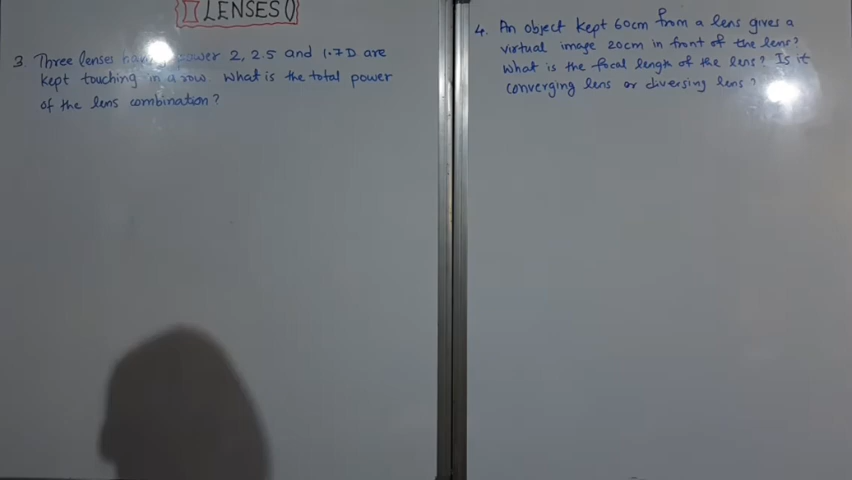 LENSES
3 Three lenses having power 2, 2.5 and 1.7 D are
kept touching in a row. What is the total power
of the lens combination?
4. An object kept 60cm from a lens gives a
virtual image 20cm in front of the lens?
What is the focal length of the lens? Is it
converging lens or diversing lens?